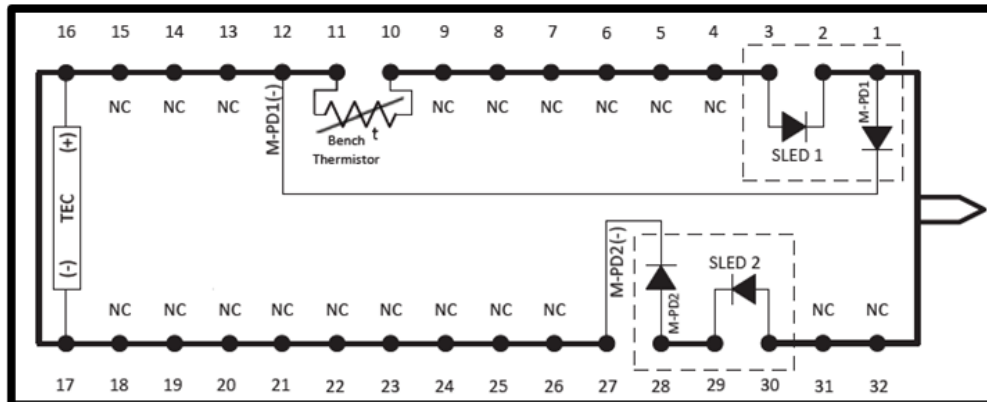 16 15 14 13 12 11 10 9 8 7 6 5 4 3 2 1
NC NC NC NC NC NC NC NC NC
M-PD1(-)
t
Bench
Thermistor
SLED 1
M-PD1
(+)
TEC
(-)
M-PD2(-)
M-PD2
SLED 2
NC NC NC NC NC NC NC NC NC NC NC
17 18 19 20 21 22 23 24 25 26 27 28 29 30 31 32